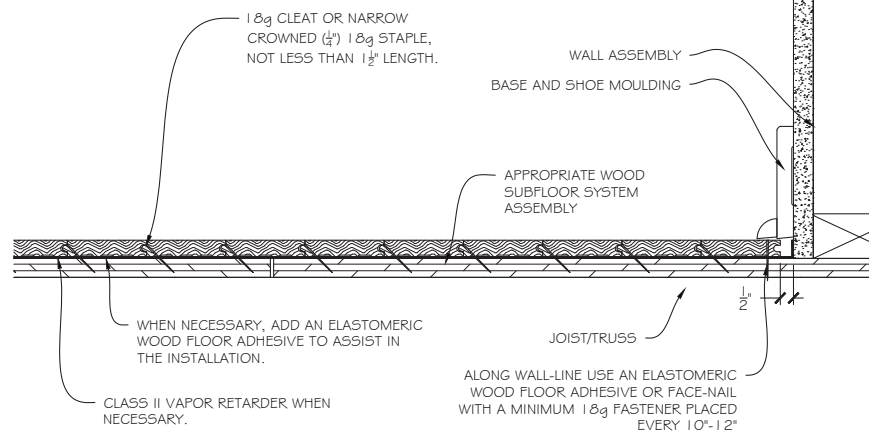 18g CLEAT OR NARROW
CROWNED (1/4") 18g STAPLE,
NOT LESS THAN 1 1/2" LENGTH.
WALL ASSEMBLY
BASE AND SHOE MOULDING
APPROPRIATE WOOD
SUBFLOOR SYSTEM
ASSEMBLY
1/2"
WHEN NECESSARY, ADD AN ELASTOMERIC
WOOD FLOOR ADHESIVE TO ASSIST IN
THE INSTALLATION.
JOIST/TRUSS
CLASS II VAPOR RETARDER WHEN
NECESSARY.
ALONG WALL-LINE USE AN ELASTOMERIC
WOOD FLOOR ADHESIVE OR FACE-NAIL
WITH A MINIMUM 18g FASTENER PLACED
EVERY 10"-12"